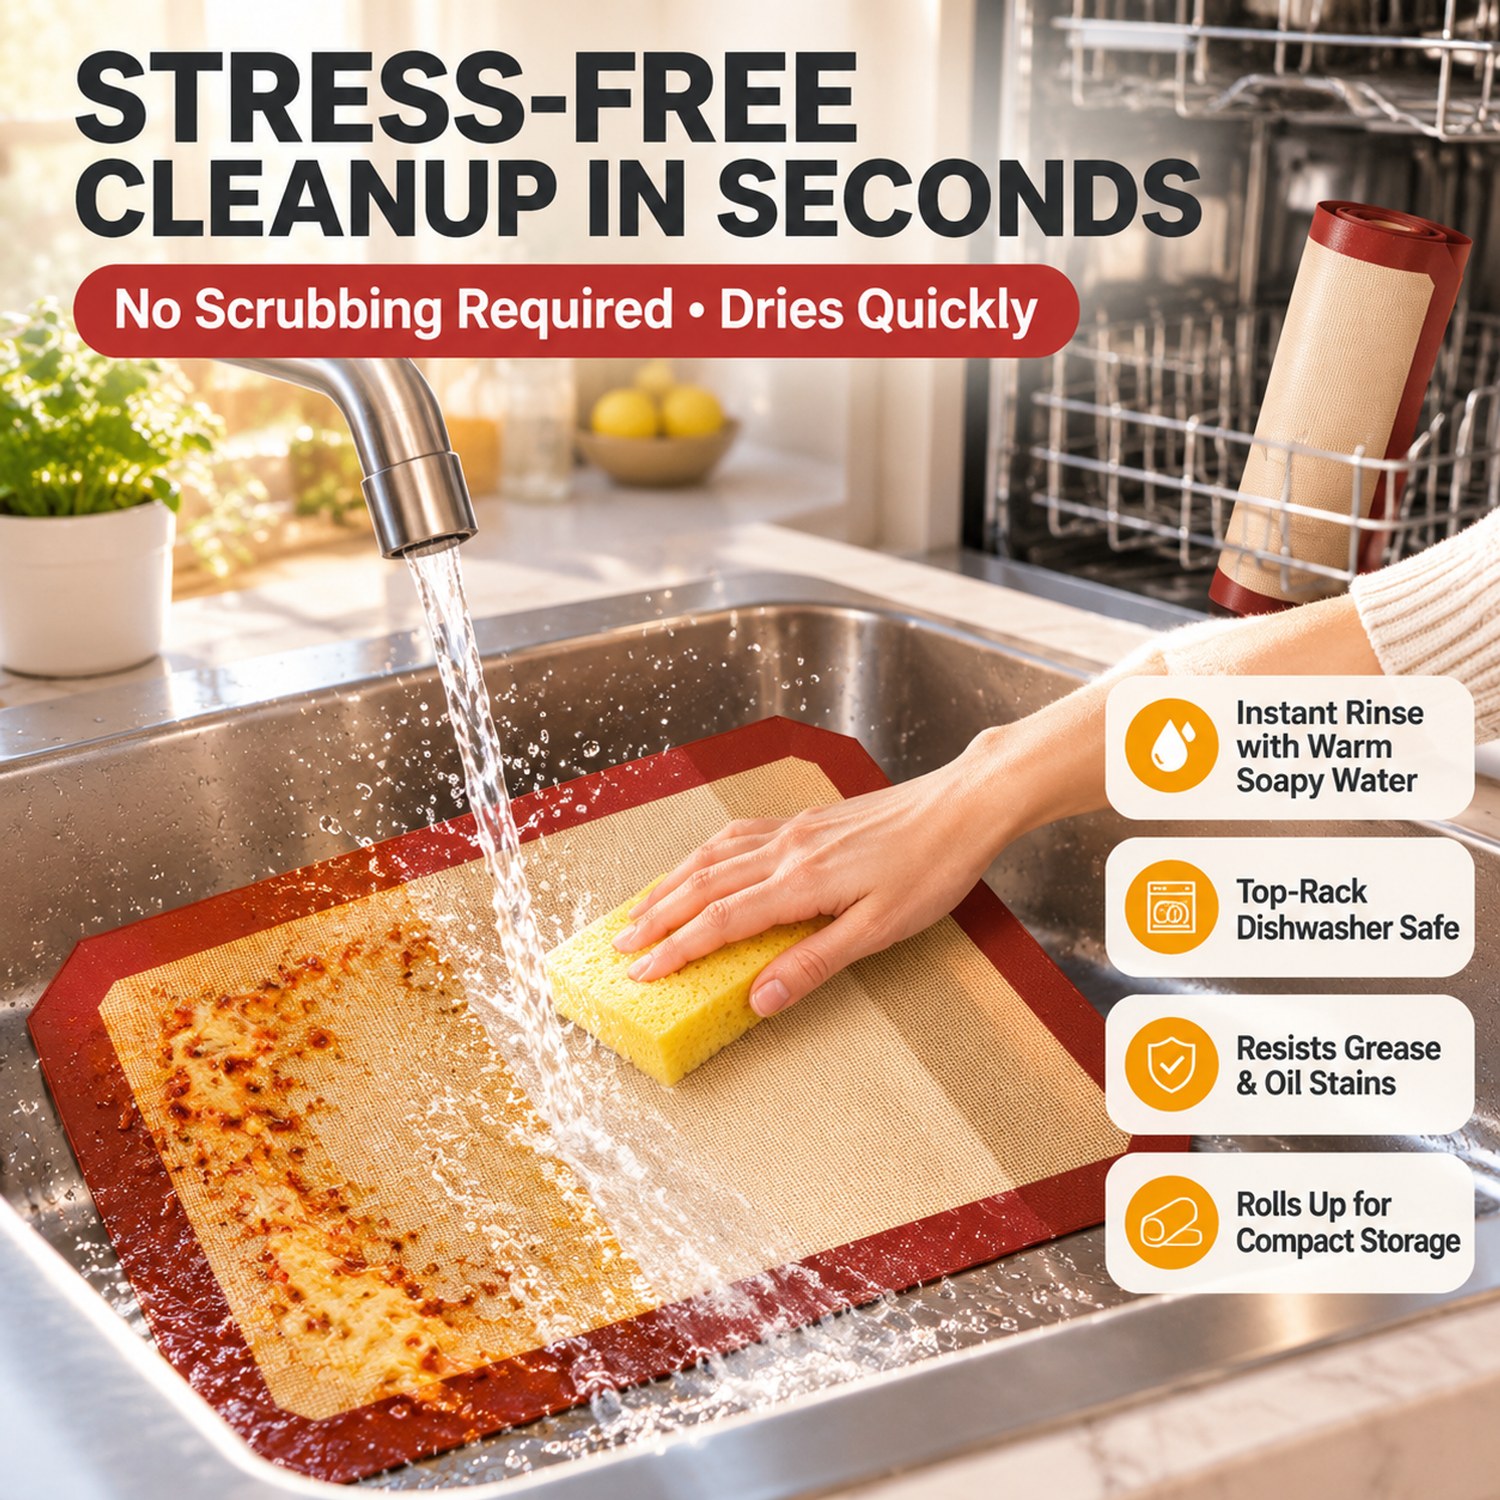 STRESS-FREE
CLEANUP IN SECONDS
No Scrubbing Required • Dries Quickly
Instant Rinse
with Warm
Soapy Water
Top-Rack
Dishwasher Safe
Resists Grease
& Oil Stains
Rolls Up for
Compact Storage